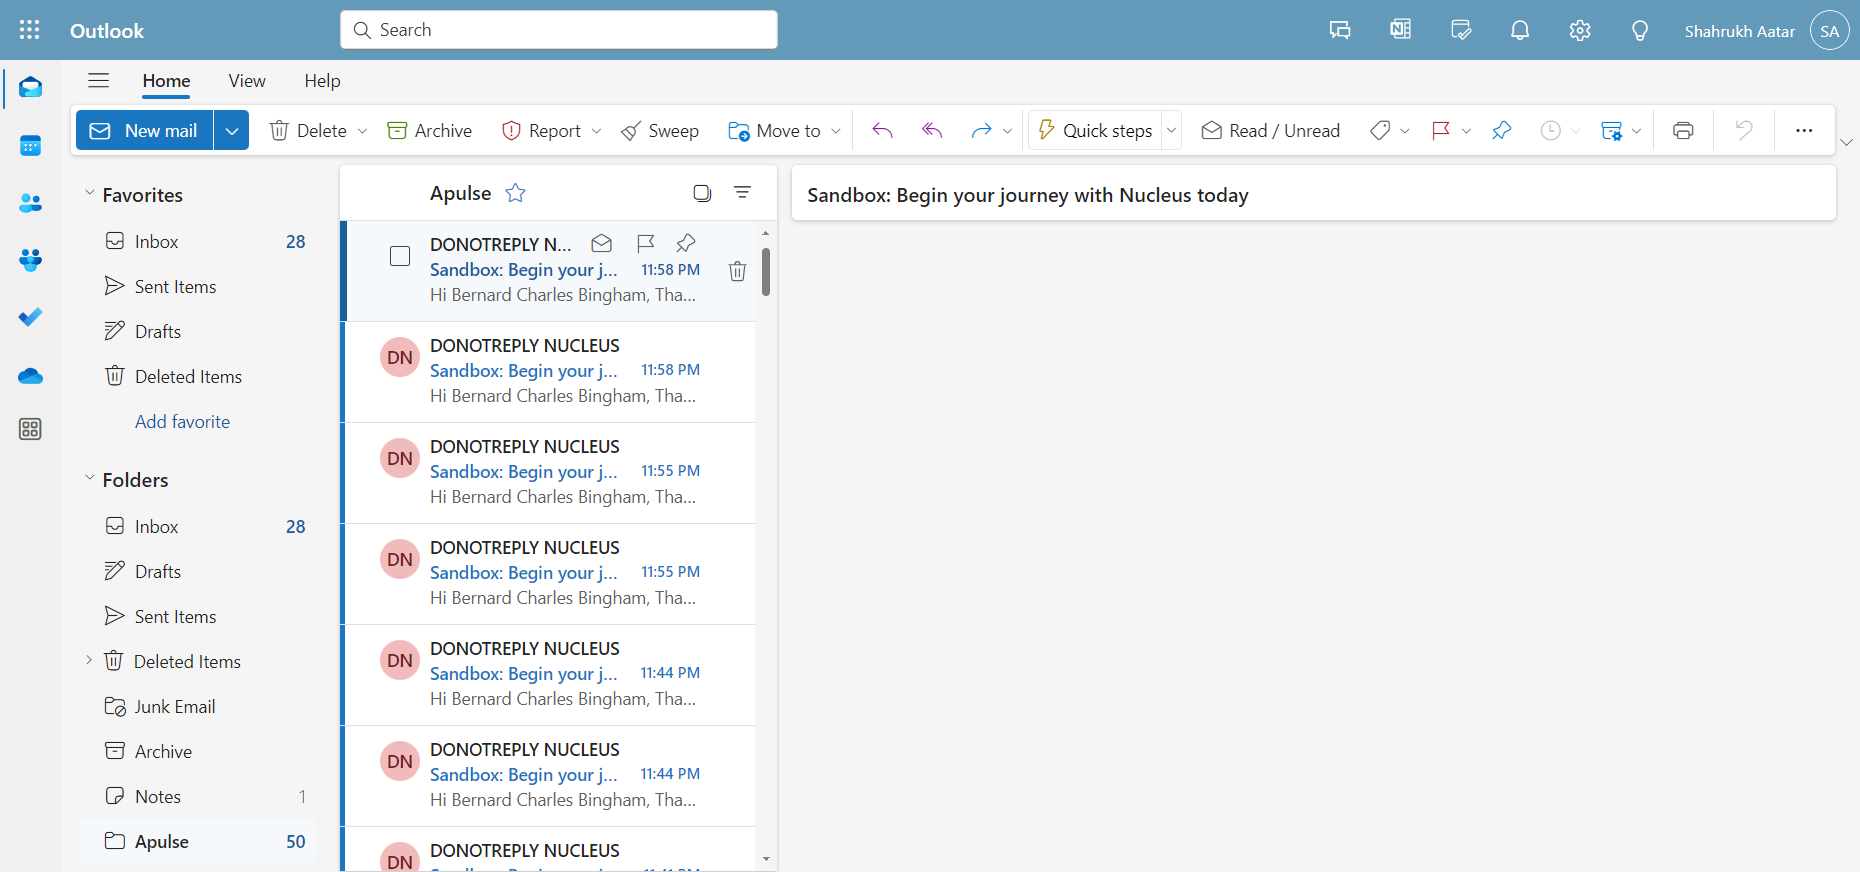 Outlook
Search
Shahrukh Aatar
SA
Home
View
Help
New mail
Delete
Archive
Report
Sweep
Move to
Quick steps
Read / Unread
Favorites
Inbox 28
Sent Items
Drafts
Deleted Items
Add favorite
Folders
Inbox 28
Drafts
Sent Items
Deleted Items
Junk Email
Archive
Notes 1
Apulse 50
Apulse
DONOTREPLY N...
Sandbox: Begin your j... 11:58 PM
Hi Bernard Charles Bingham, Tha...
DN
DONOTREPLY NUCLEUS
Sandbox: Begin your j... 11:58 PM
Hi Bernard Charles Bingham, Tha...
DN
DONOTREPLY NUCLEUS
Sandbox: Begin your j... 11:55 PM
Hi Bernard Charles Bingham, Tha...
DN
DONOTREPLY NUCLEUS
Sandbox: Begin your j... 11:55 PM
Hi Bernard Charles Bingham, Tha...
DN
DONOTREPLY NUCLEUS
Sandbox: Begin your j... 11:44 PM
Hi Bernard Charles Bingham, Tha...
DN
DONOTREPLY NUCLEUS
Sandbox: Begin your j... 11:44 PM
Hi Bernard Charles Bingham, Tha...
DN
DONOTREPLY NUCLEUS
Sandbox: Begin your journey with Nucleus today